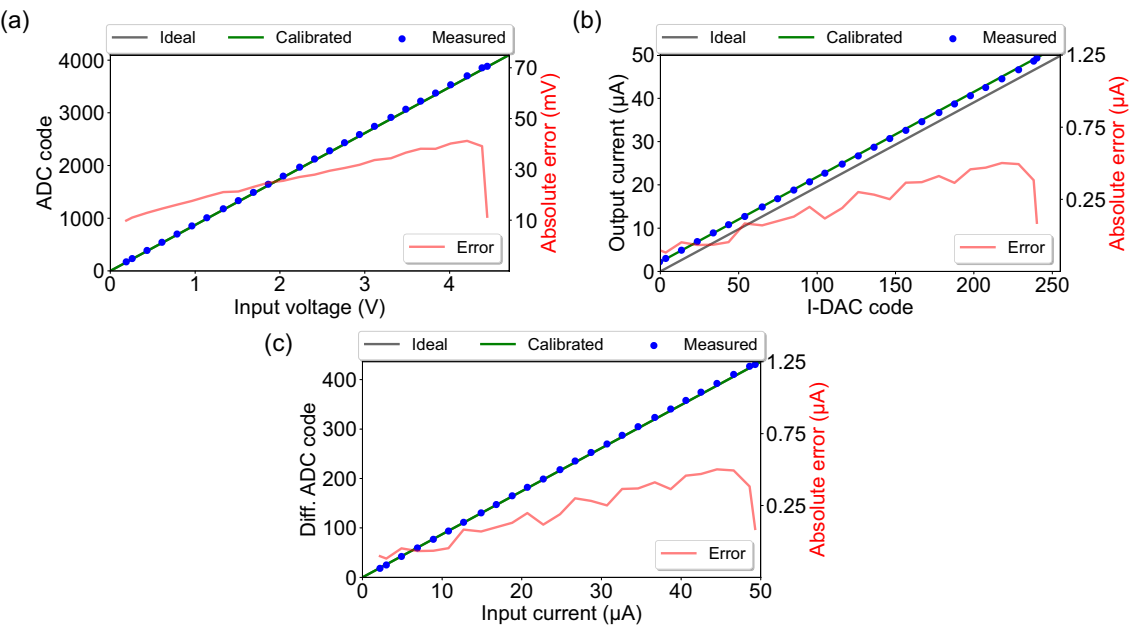 (a)
Ideal Calibrated Measured
4000
3000
2000
1000
0
ADC code
70
50
30
10
Absolute error (mV)
Error
0 1 2 3 4
Input voltage (V)
(b)
Ideal Calibrated Measured
50
40
30
20
10
0
Output current (μA)
1.25
0.75
0.25
Absolute error (μA)
Error
0 50 100 150 200 250
I-DAC code
(c)
Ideal Calibrated Measured
400
300
200
100
0
Diff. ADC code
1.25
0.75
0.25
Absolute error (μA)
Error
0 10 20 30 40 50
Input current (μA)